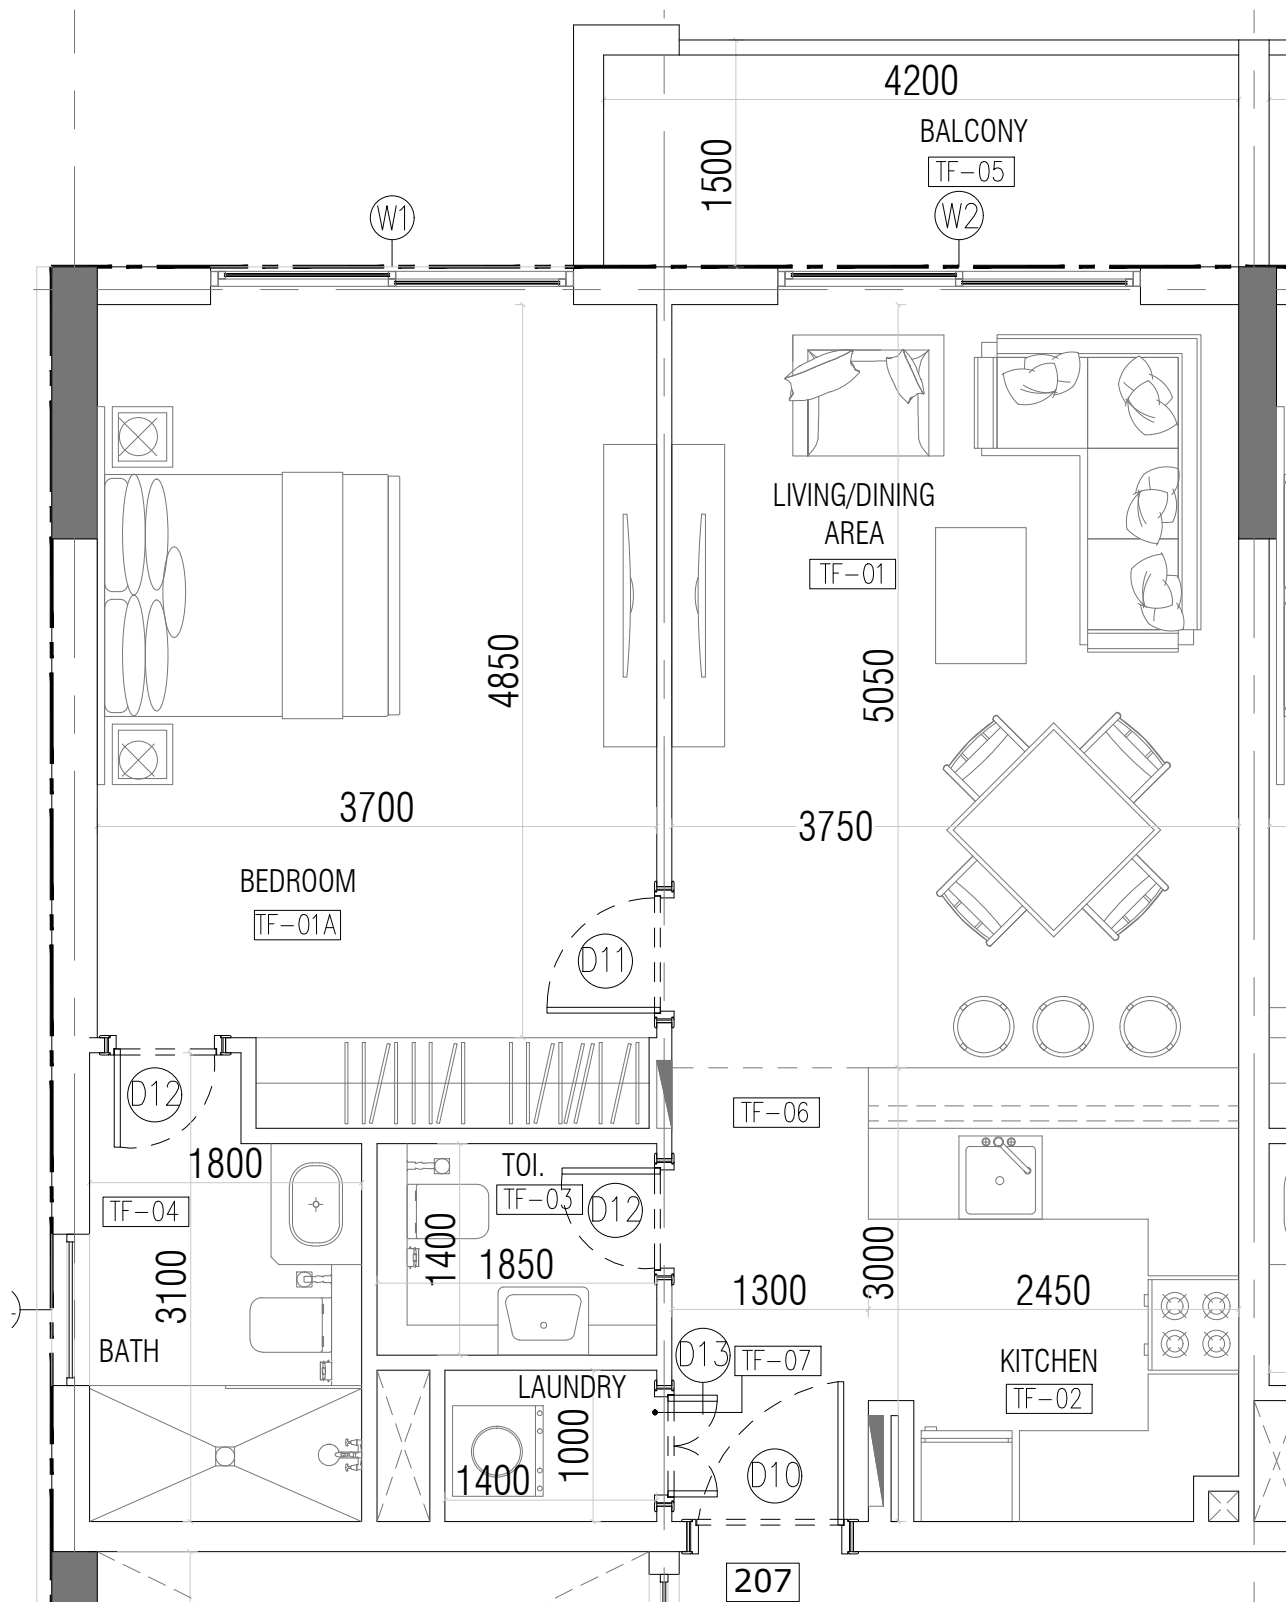 4200
BALCONY
TF-05
1500
W1
W2
LIVING/DINING
AREA
TF-01
4850
5050
3700
3750
BEDROOM
TF-01A
D11
D12
TF-06
1800
TOI.
TF-03
D12
TF-04
1400
1850
3100
3000
1300
2450
BATH
D13
TF-07
KITCHEN
TF-02
LAUNDRY
1000
1400
D10
207